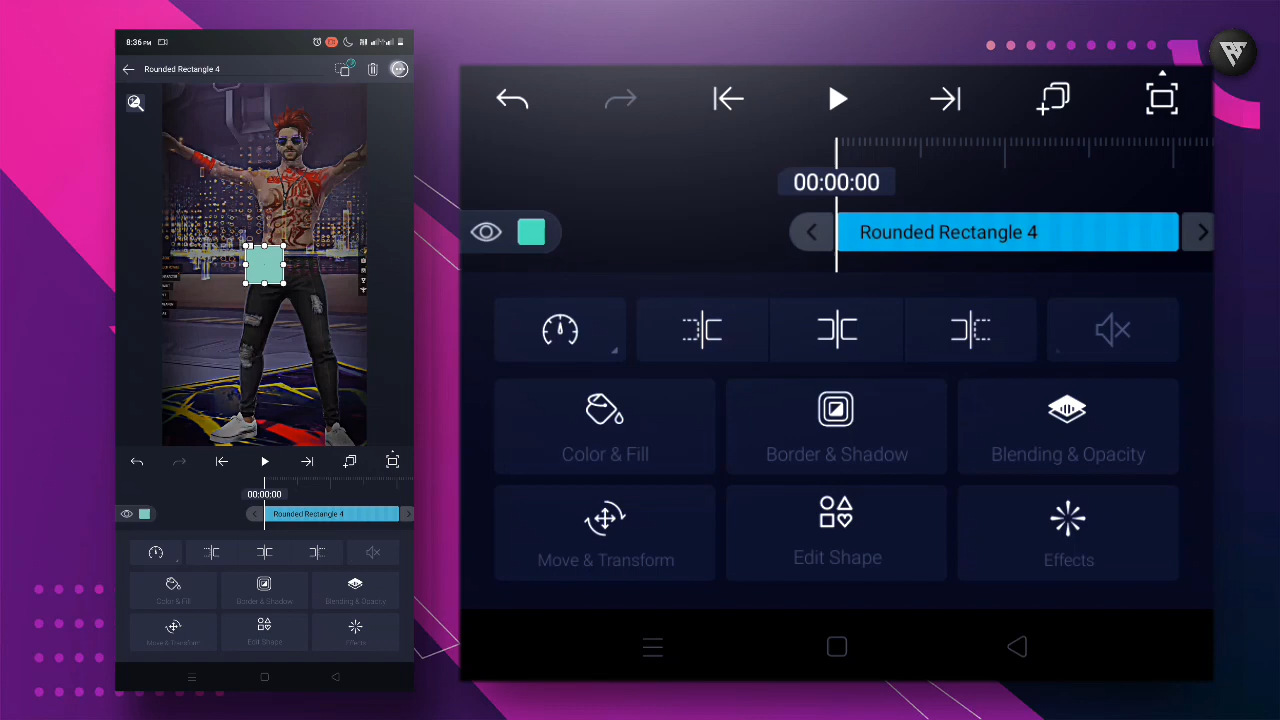 8:36 PM
Rounded Rectangle 4
00:00:00
Rounded Rectangle 4
Color & Fill
Border & Shadow
Blending & Opacity
Move & Transform
Edit Shape
Effects
00:00:00
Rounded Rectangle 4
Color & Fill
Border & Shadow
Blending & Opacity
Move & Transform
Edit Shape
Effects